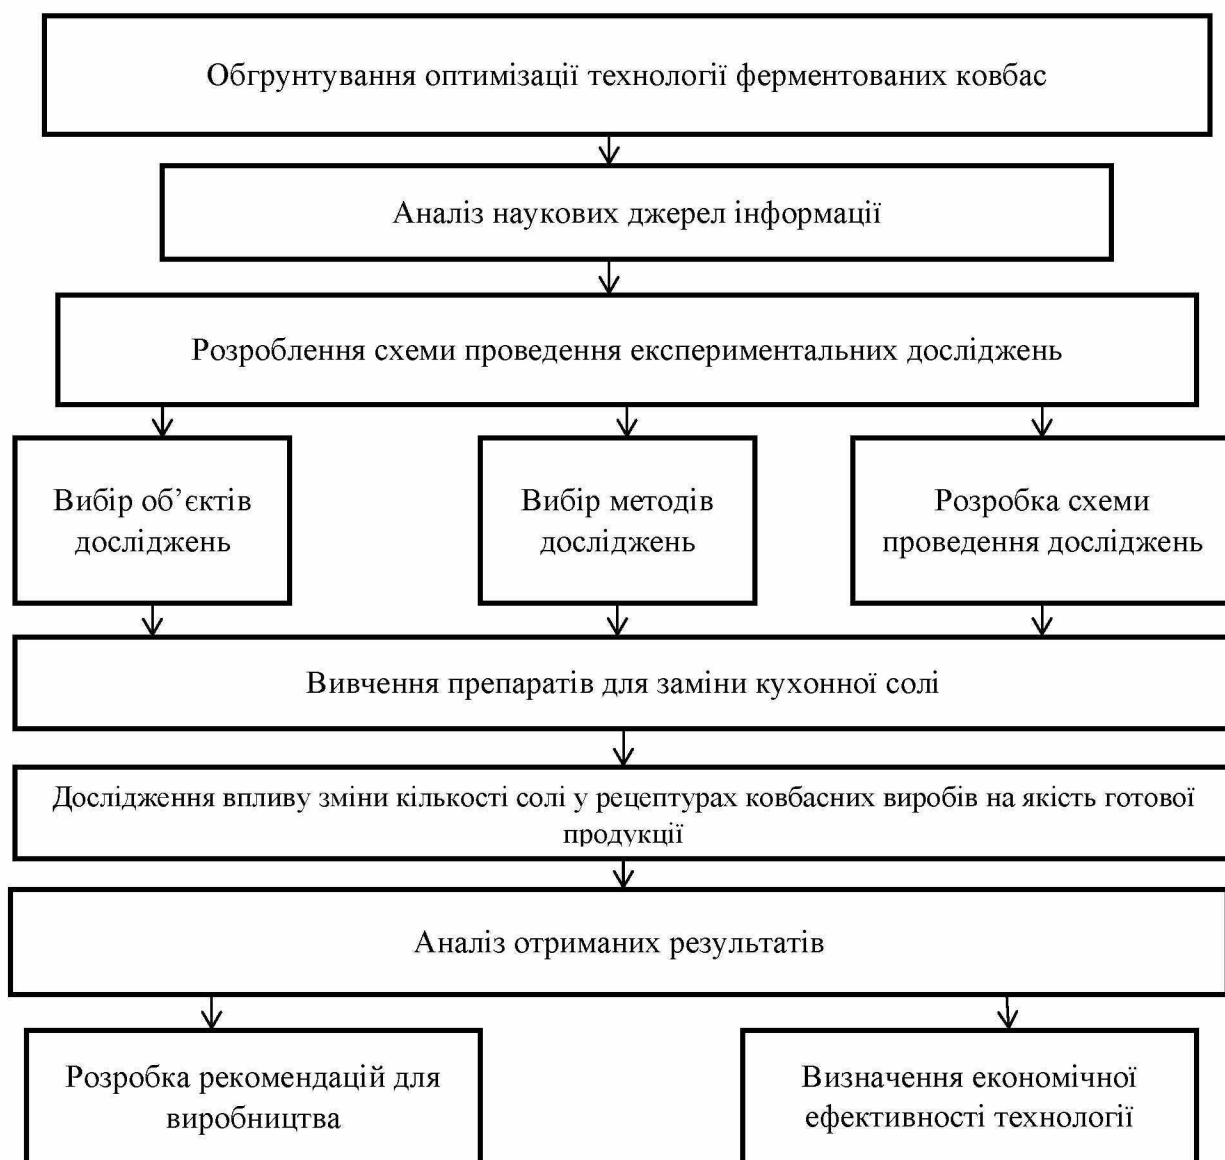 Обгрунтування оптимізації технології ферментованих ковбас
Аналіз наукових джерел інформації
Розроблення схеми проведення експериментальних досліджень
Вибір об’єктів
досліджень
Вибір методів
досліджень
Розробка схеми
проведення досліджень
Вивчення препаратів для заміни кухонної солі
Дослідження впливу зміни кількості солі у рецептурах ковбасних виробів на якість готової
продукції
Аналіз отриманих результатів
Розробка рекомендацій для
виробництва
Визначення економічної
ефективності технології